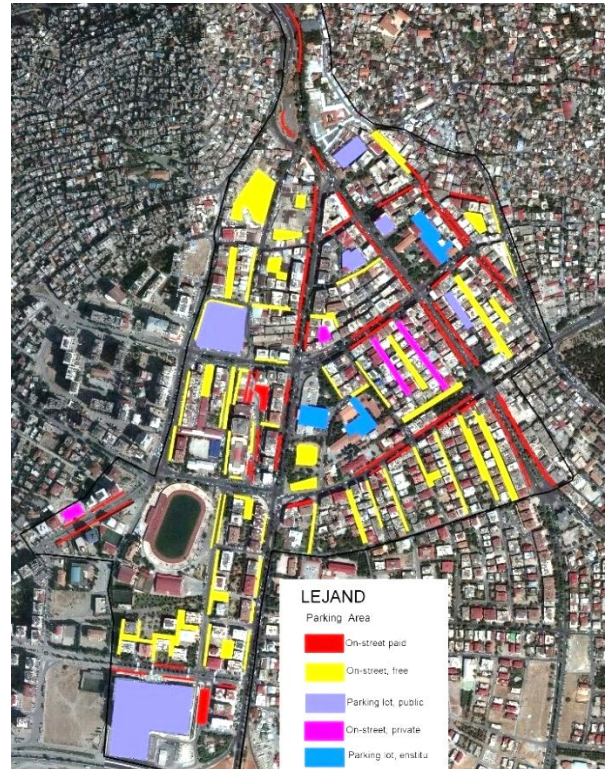 LEJAND
Parking Area
On-street paid
On-street, free
Parking lot, public
On-street, private
Parking lot, enstitu